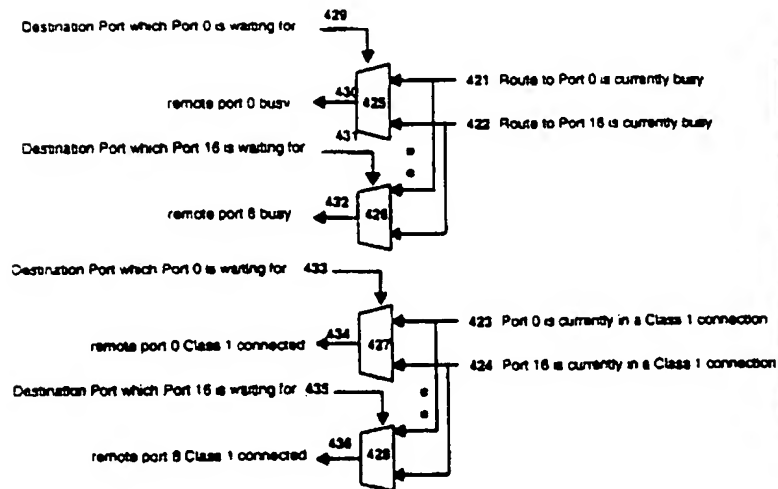 429
Destination Port which Port 0 is waiting for
421 Route to Port 0 is currently busy
430
425
remote port 0 busy
422 Route to Port 16 is currently busy
431
Destination Port which Port 16 is waiting for
432
426
remote port 8 busy
Destination Port which Port 0 is waiting for 433
423 Port 0 is currently in a Class 1 connection
434
427
remote port 0 Class 1 connected
424 Port 16 is currently in a Class 1 connection
Destination Port which Port 16 is waiting for 435
436
428
remote port 8 Class 1 connected